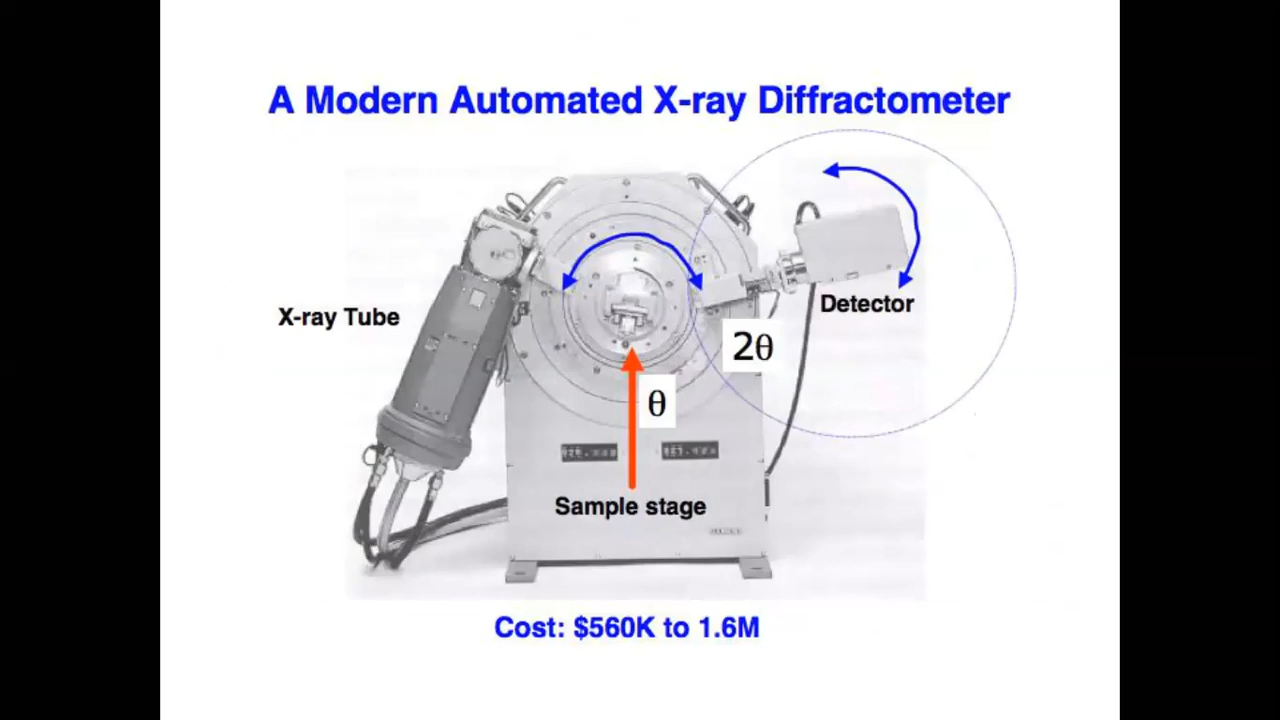 A Modern Automated X-ray Diffractometer
X-ray Tube
Detector
2θ
θ
Sample stage
Cost: $560K to 1.6M